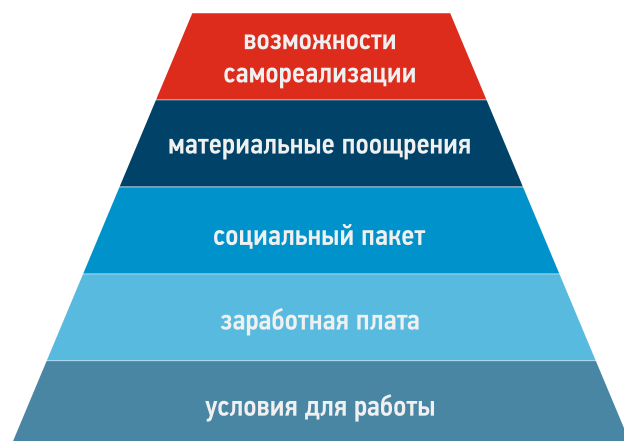 возможности
самореализации
материальные поощрения
социальный пакет
заработная плата
условия для работы